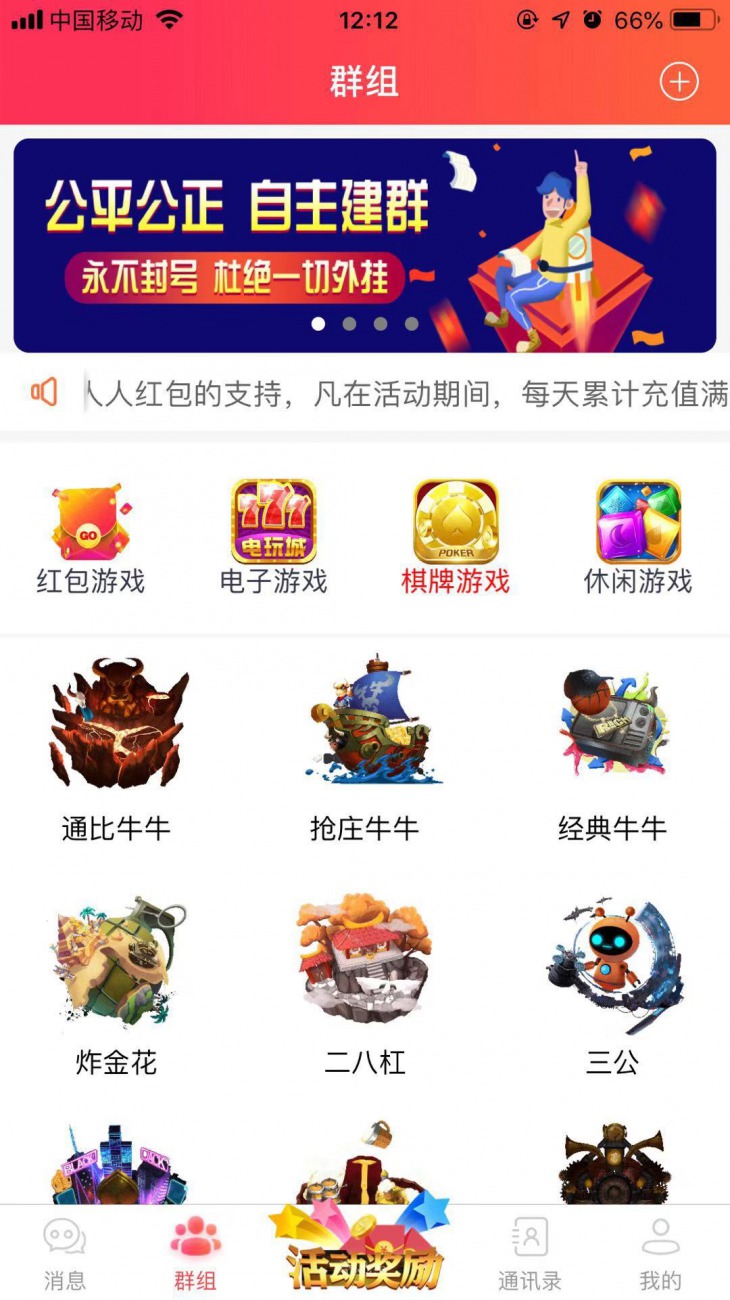 中国移动 12:12 66%
群组
公平公正 自主建群
永不封号 杜绝一切外挂
人人红包的支持，凡在活动期间，每天累计充值满
GO
777
电玩城
POKER
红包游戏 电子游戏 棋牌游戏 休闲游戏
RICH
通比牛牛 抢庄牛牛 经典牛牛
炸金花 二八杠 三公
BLACK
活动奖励
消息 群组 通讯录 我的